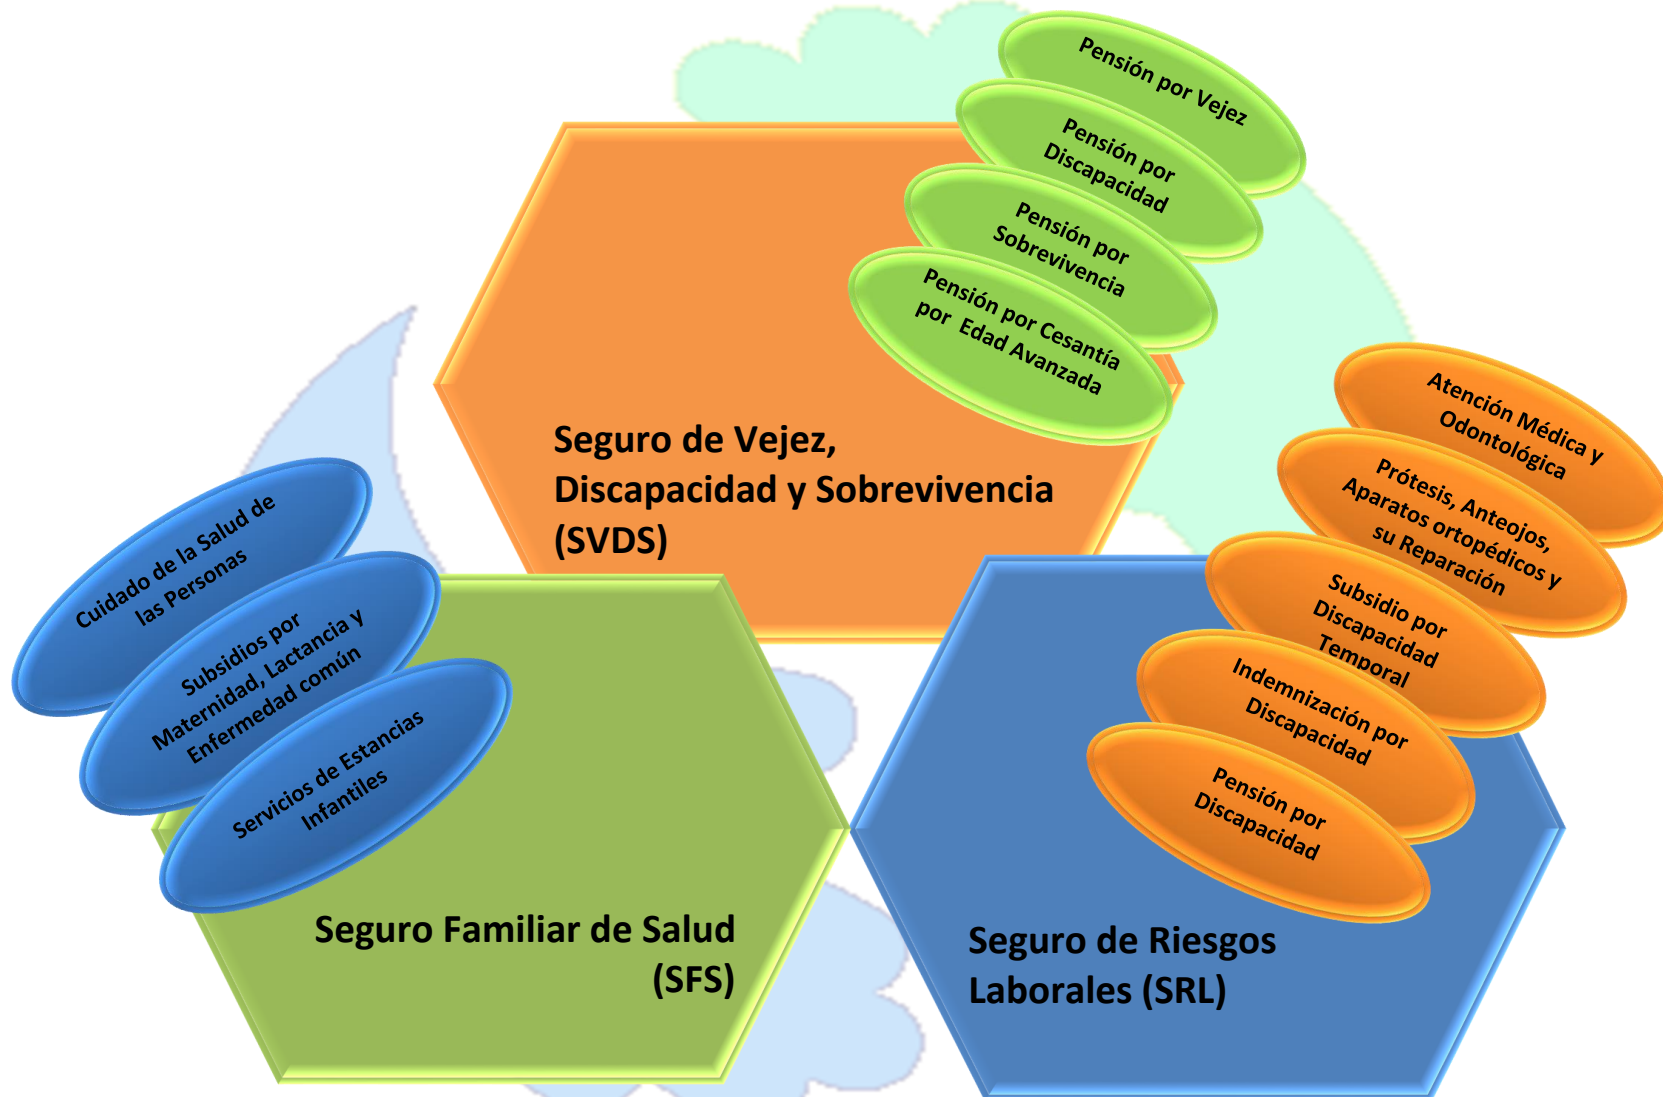 Pensión por Vejez
Pensión por
Discapacidad
Pensión por
Sobrevivencia
Pensión por Cesantía
por Edad Avanzada
Seguro de Vejez,
Discapacidad y Sobrevivencia
(SVDS)
Cuidado de la Salud de
las Personas
Subsidios por
Maternidad, Lactancia y
Enfermedad común
Servicios de Estancias
Infantiles
Seguro Familiar de Salud
(SFS)
Atención Médica y
Odontológica
Prótesis, Anteojos,
Aparatos ortopédicos y
su Reparación
Subsidio por
Discapacidad
Temporal
Indemnización por
Discapacidad
Pensión por
Discapacidad
Seguro de Riesgos
Laborales (SRL)